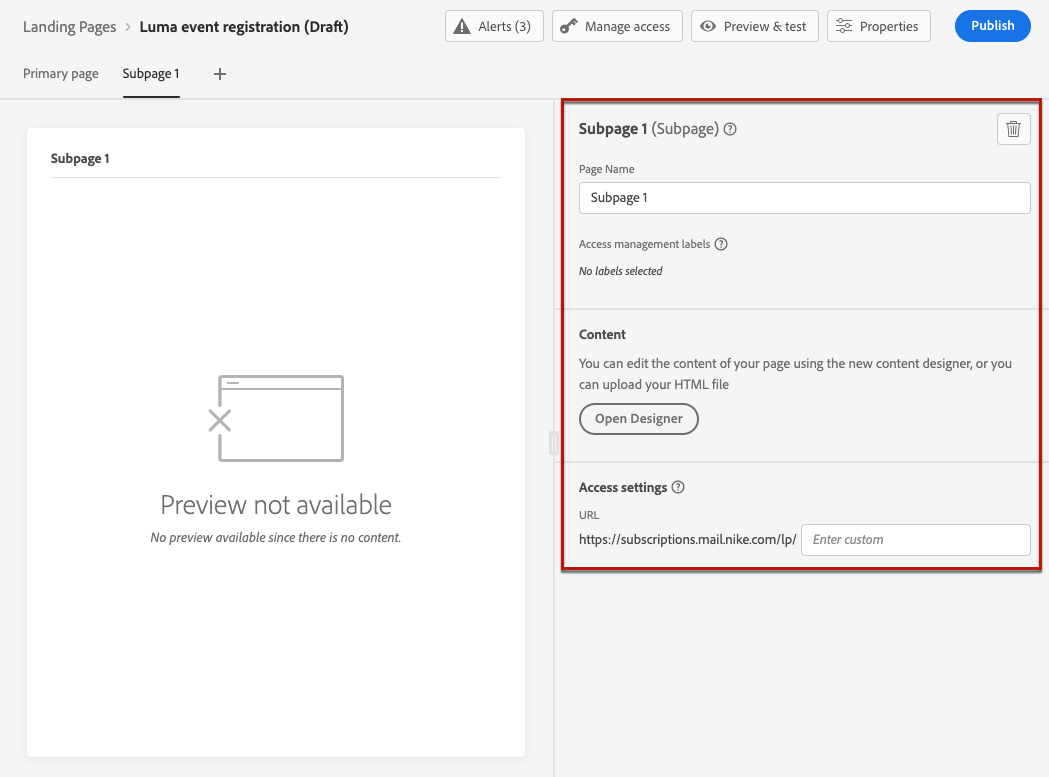 Landing Pages > Luma event registration (Draft)
Alerts (3)
Manage access
Preview & test
Properties
Publish
Primary page
Subpage 1
+
Subpage 1
Preview not available
No preview available since there is no content.
Subpage 1 (Subpage)
Page Name
Subpage 1
Access management labels
No labels selected
Content
You can edit the content of your page using the new content designer, or you
can upload your HTML file
Open Designer
Access settings
URL
https://subscriptions.mail.nike.com/lp/ Enter custom